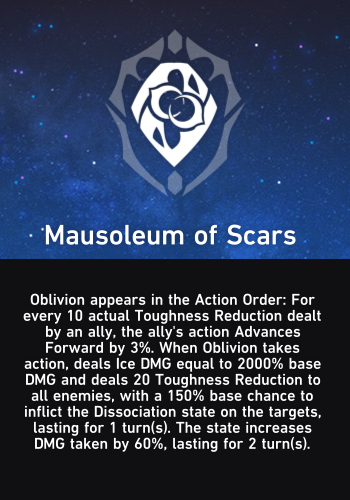 Mausoleum of Scars
Oblivion appears in the Action Order: For
every 10 actual Toughness Reduction dealt
by an ally, the ally's action Advances
Forward by 3%. When Oblivion takes
action, deals Ice DMG equal to 2000% base
DMG and deals 20 Toughness Reduction to
all enemies, with a 150% base chance to
inflict the Dissociation state on the targets,
lasting for 1 turn(s). The state increases
DMG taken by 60%, lasting for 2 turn(s).